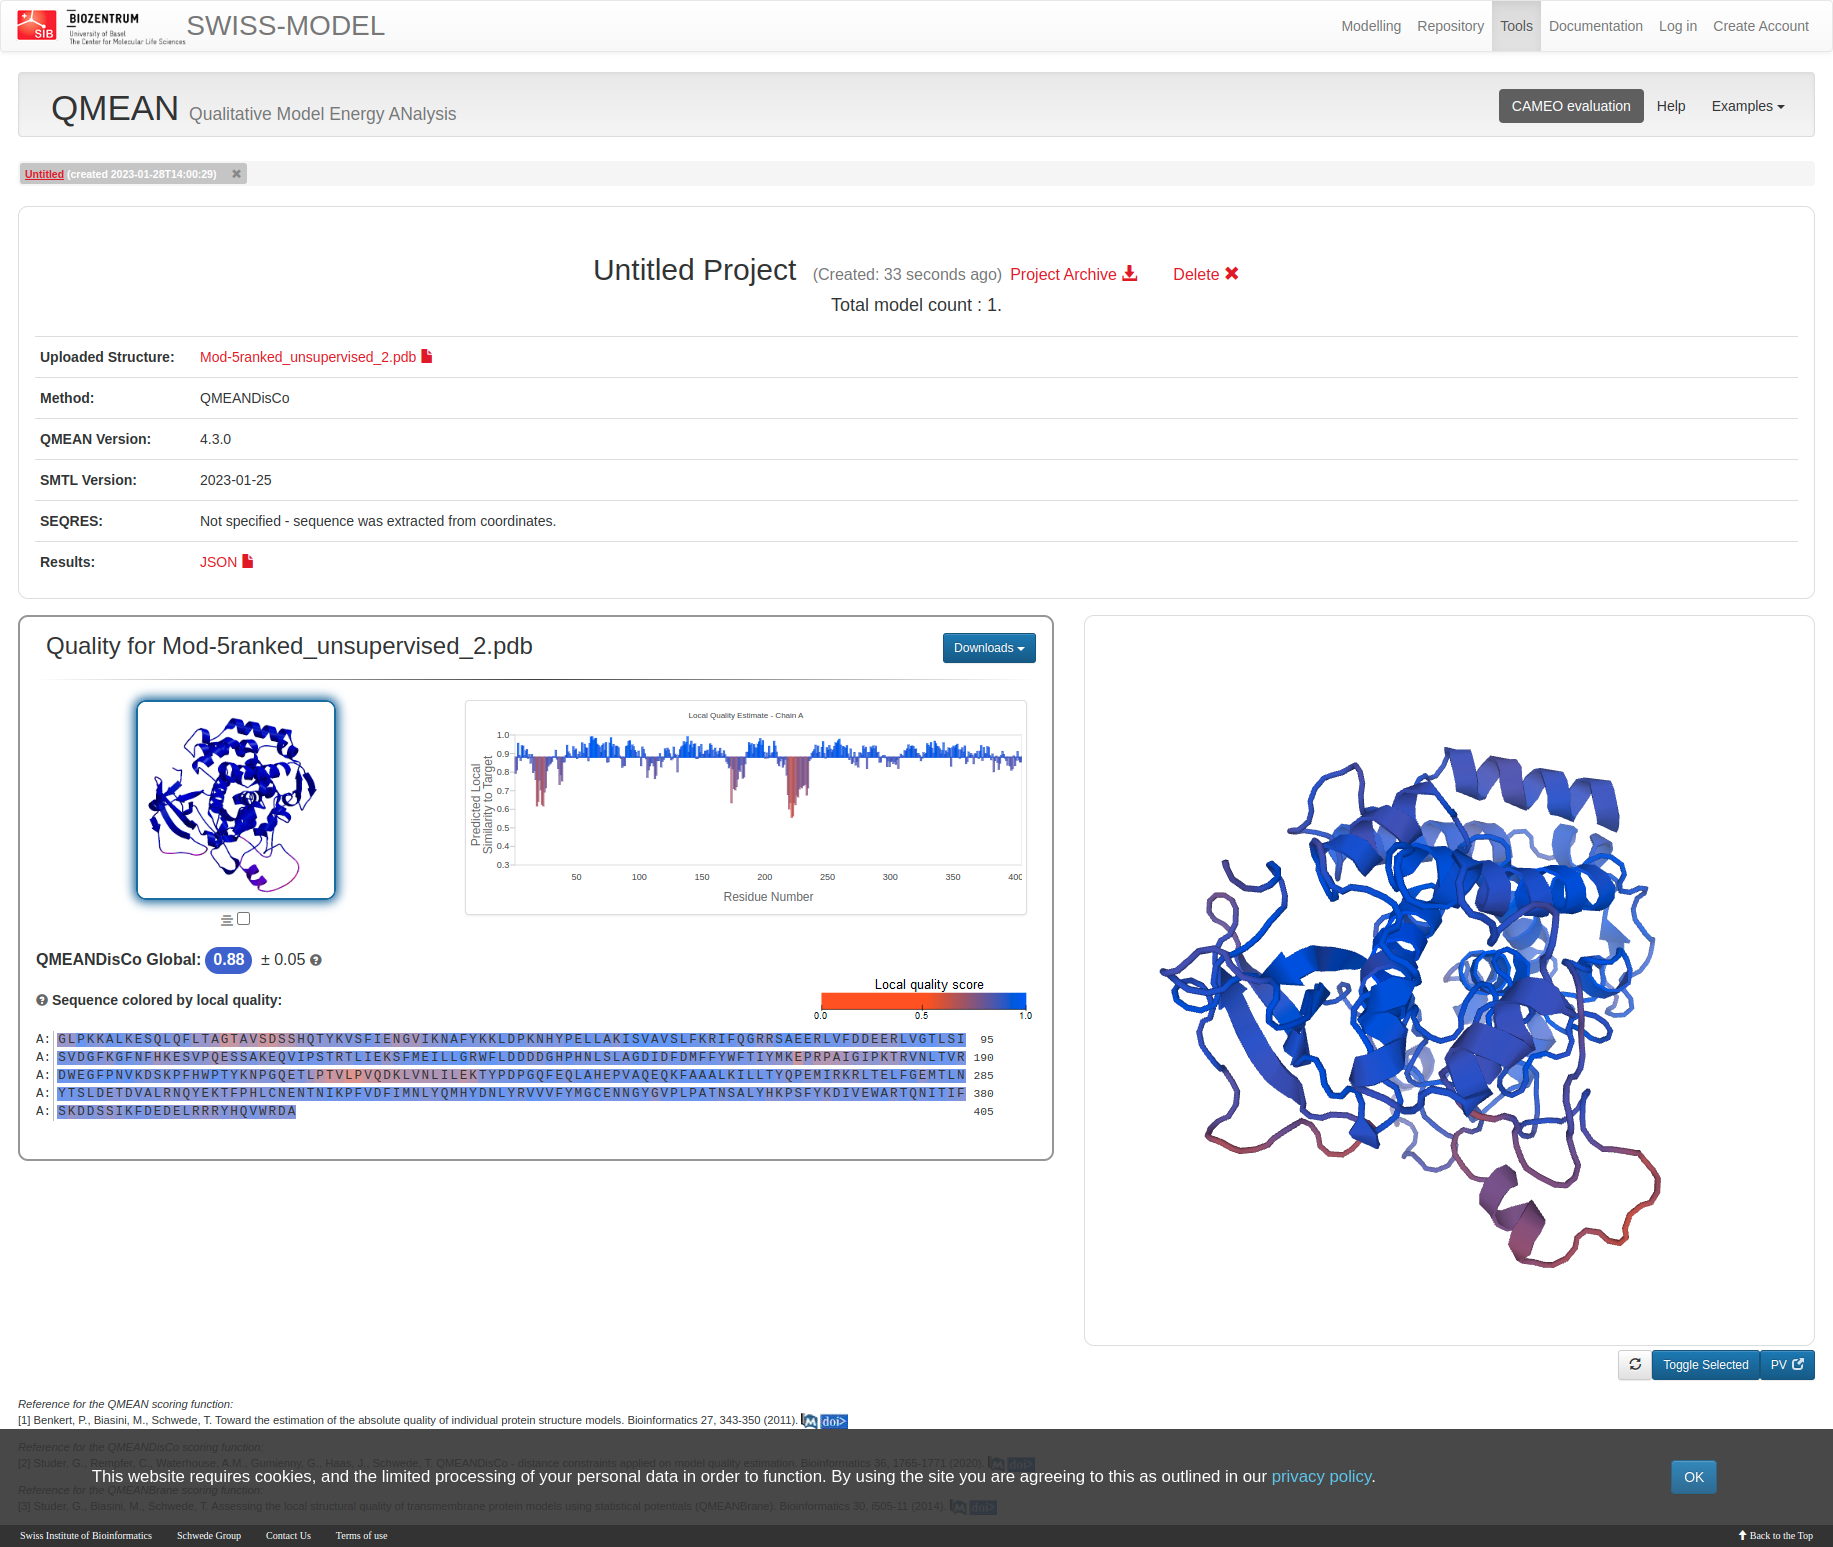 SIB
BIOZENTRUM
University of Basel
The Center for Molecular Life Sciences
SWISS-MODEL
Modelling Repository Tools Documentation Log in Create Account
QMEAN Qualitative Model Energy ANalysis
CAMEO evaluation Help Examples
Untitled (created 2023-01-28T14:00:29)
Untitled Project (Created: 33 seconds ago) Project Archive Delete
Total model count : 1.
Uploaded Structure: Mod-5ranked_unsupervised_2.pdb
Method: QMEANDisCo
QMEAN Version: 4.3.0
SMTL Version: 2023-01-25
SEQRES: Not specified - sequence was extracted from coordinates.
Results: JSON
Quality for Mod-5ranked_unsupervised_2.pdb
Downloads
Local Quality Estimate - Chain A
Predicted Local
Similarity to Target
1.0
0.9
0.8
0.7
0.6
0.5
0.4
0.3
50 100 150 200 250 300 350 400
Residue Number
QMEANDisCo Global: 0.88 ± 0.05
Sequence colored by local quality:
Local quality score
0.0 0.5 1.0
A: GLPKKALKESQLQFLTAGTAVSDSSHQTYKVSFIENGVIKNAFYKKLDPKNHYPELLAKISVAVSLFKRIFQGRRSAEERLVFDDEERLVGTLSI 95
A: SVDGFKGFNFHKESVPQESSAKEQVIPSTRTLIEKSFMEILLGRWFLDDDDGHPHNLSLAGDIDFDMFFYWFTIYMKEPRPAIGIPKTRVNLTVR 190
A: DWEGFPNVKDSKPFHWPTYKNPGQETLPTVLPVQDKLVNLILEKTYPDPGQFEQLAHEPVAQEQKFAAALKILLTYQPEMIRKRLTELFGEMTLN 285
A: YTSLDETDVALRNQYEKTFPHLCNENTNIKPFVDFIMNLYQMHYDNLYRVVVFYMGCENNGYGVPLPATNSALYHKPSFYKDIVEWARTQNITIF 380
A: SKDDSSIKFDEDELRRRYHQVWRDA 405
Toggle Selected PV
Reference for the QMEAN scoring function:
[1] Benkert, P., Biasini, M., Schwede, T. Toward the estimation of the absolute quality of individual protein structure models. Bioinformatics 27, 343-350 (2011). M doi>
Reference for the QMEANDisCo scoring function:
[2] Studer, G., Rempfer, C., Waterhouse, A.M., Gumienny, G., Haas, J., Schwede, T. QMEANDisCo - distance constraints applied on model quality estimation. Bioinformatics 36, 1765-1771 (2020). M doi>
This website requires cookies, and the limited processing of your personal data in order to function. By using the site you are agreeing to this as outlined in our privacy policy. OK
Reference for the QMEANBrane scoring function:
[3] Studer, G., Biasini, M., Schwede, T. Assessing the local structural quality of transmembrane protein models using statistical potentials (QMEANBrane). Bioinformatics 30, i505-11 (2014). M doi>
Swiss Institute of Bioinformatics Schwede Group Contact Us Terms of use Back to the Top